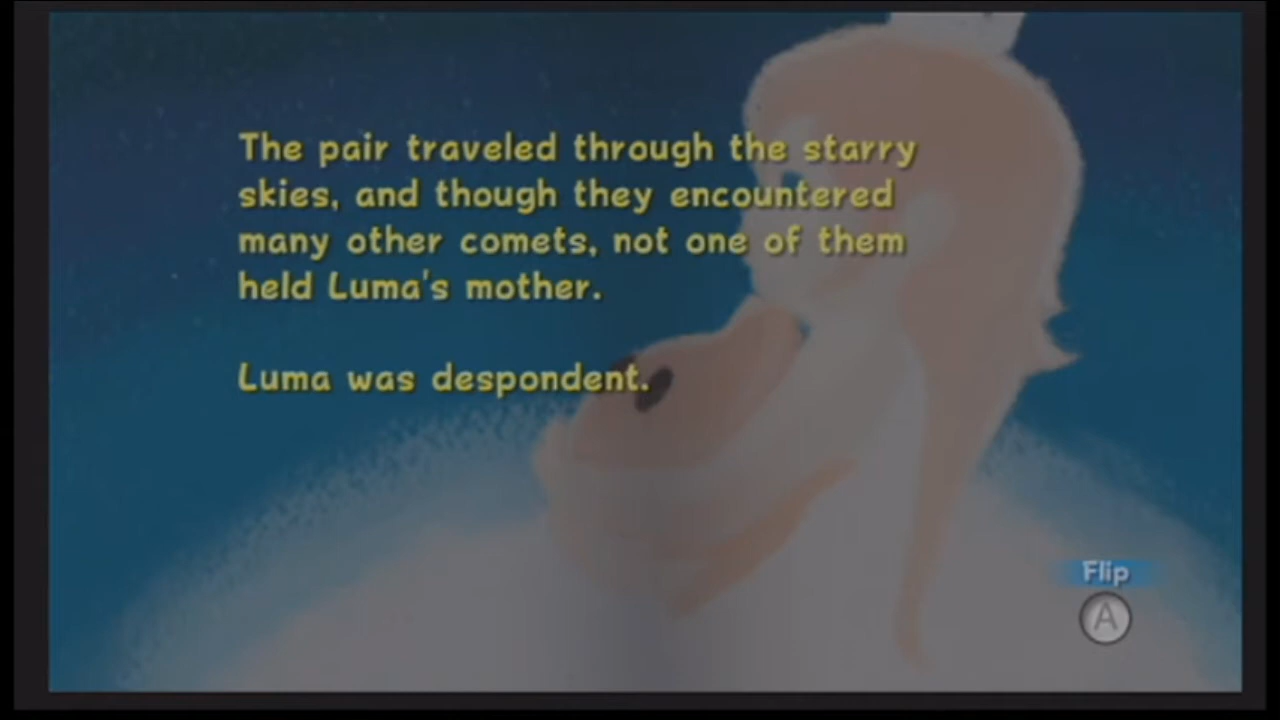 The pair traveled through the starry
skies, and though they encountered
many other comets, not one of them
held Luma's mother.
Luma was despondent.
Flip
A